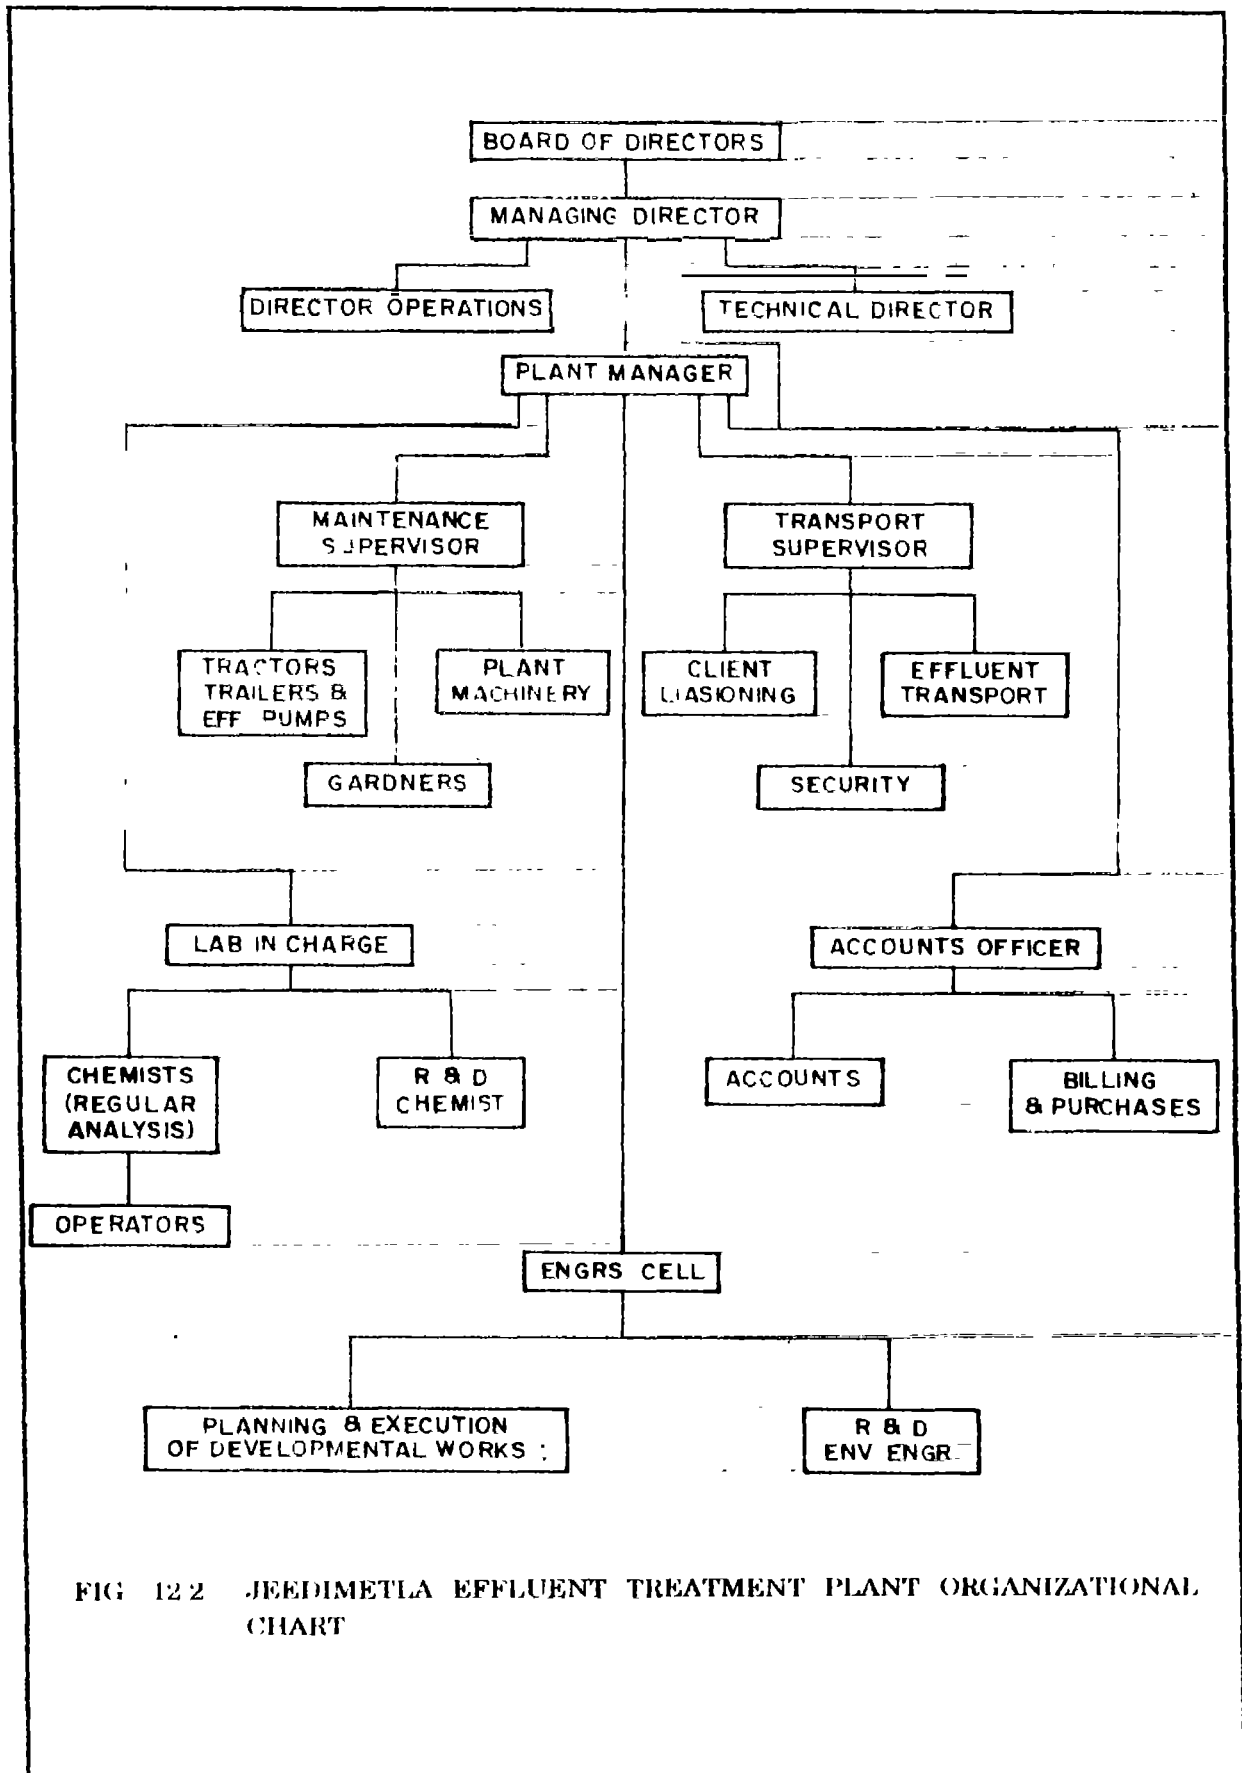 BOARD OF DIRECTORS
MANAGING DIRECTOR
DIRECTOR OPERATIONS
TECHNICAL DIRECTOR
PLANT MANAGER
MAINTENANCE
SUPERVISOR
TRANSPORT
SUPERVISOR
TRACTORS
TRAILERS &
EFF PUMPS
PLANT
MACHINERY
CLIENT
LIASIONING
EFFLUENT
TRANSPORT
GARDNERS
SECURITY
LAB IN CHARGE
ACCOUNTS OFFICER
CHEMISTS
(REGULAR
ANALYSIS)
R & D
CHEMIST
ACCOUNTS
BILLING
& PURCHASES
OPERATORS
ENGRS CELL
PLANNING & EXECUTION
OF DEVELOPMENTAL WORKS
R & D
ENV ENGR
FIG 12 2 JEEDIMETLA EFFLUENT TREATMENT PLANT ORGANIZATIONAL
CHART